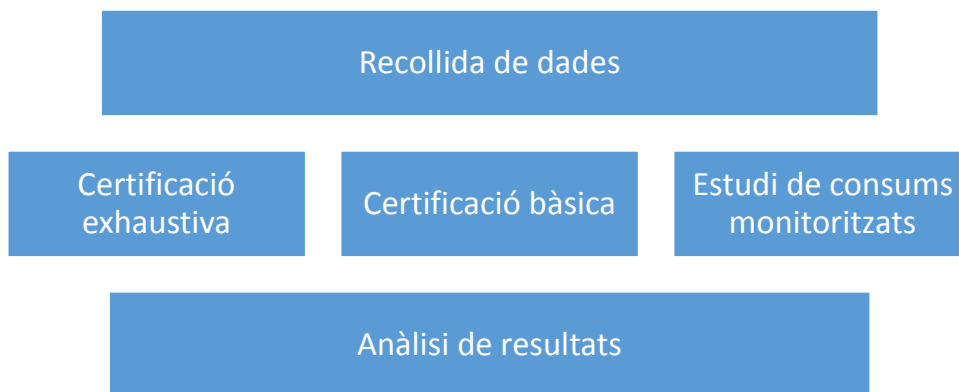 Recollida de dades
Certificació
exhaustiva
Certificació bàsica
Estudi de consums
monitoritzats
Anàlisi de resultats